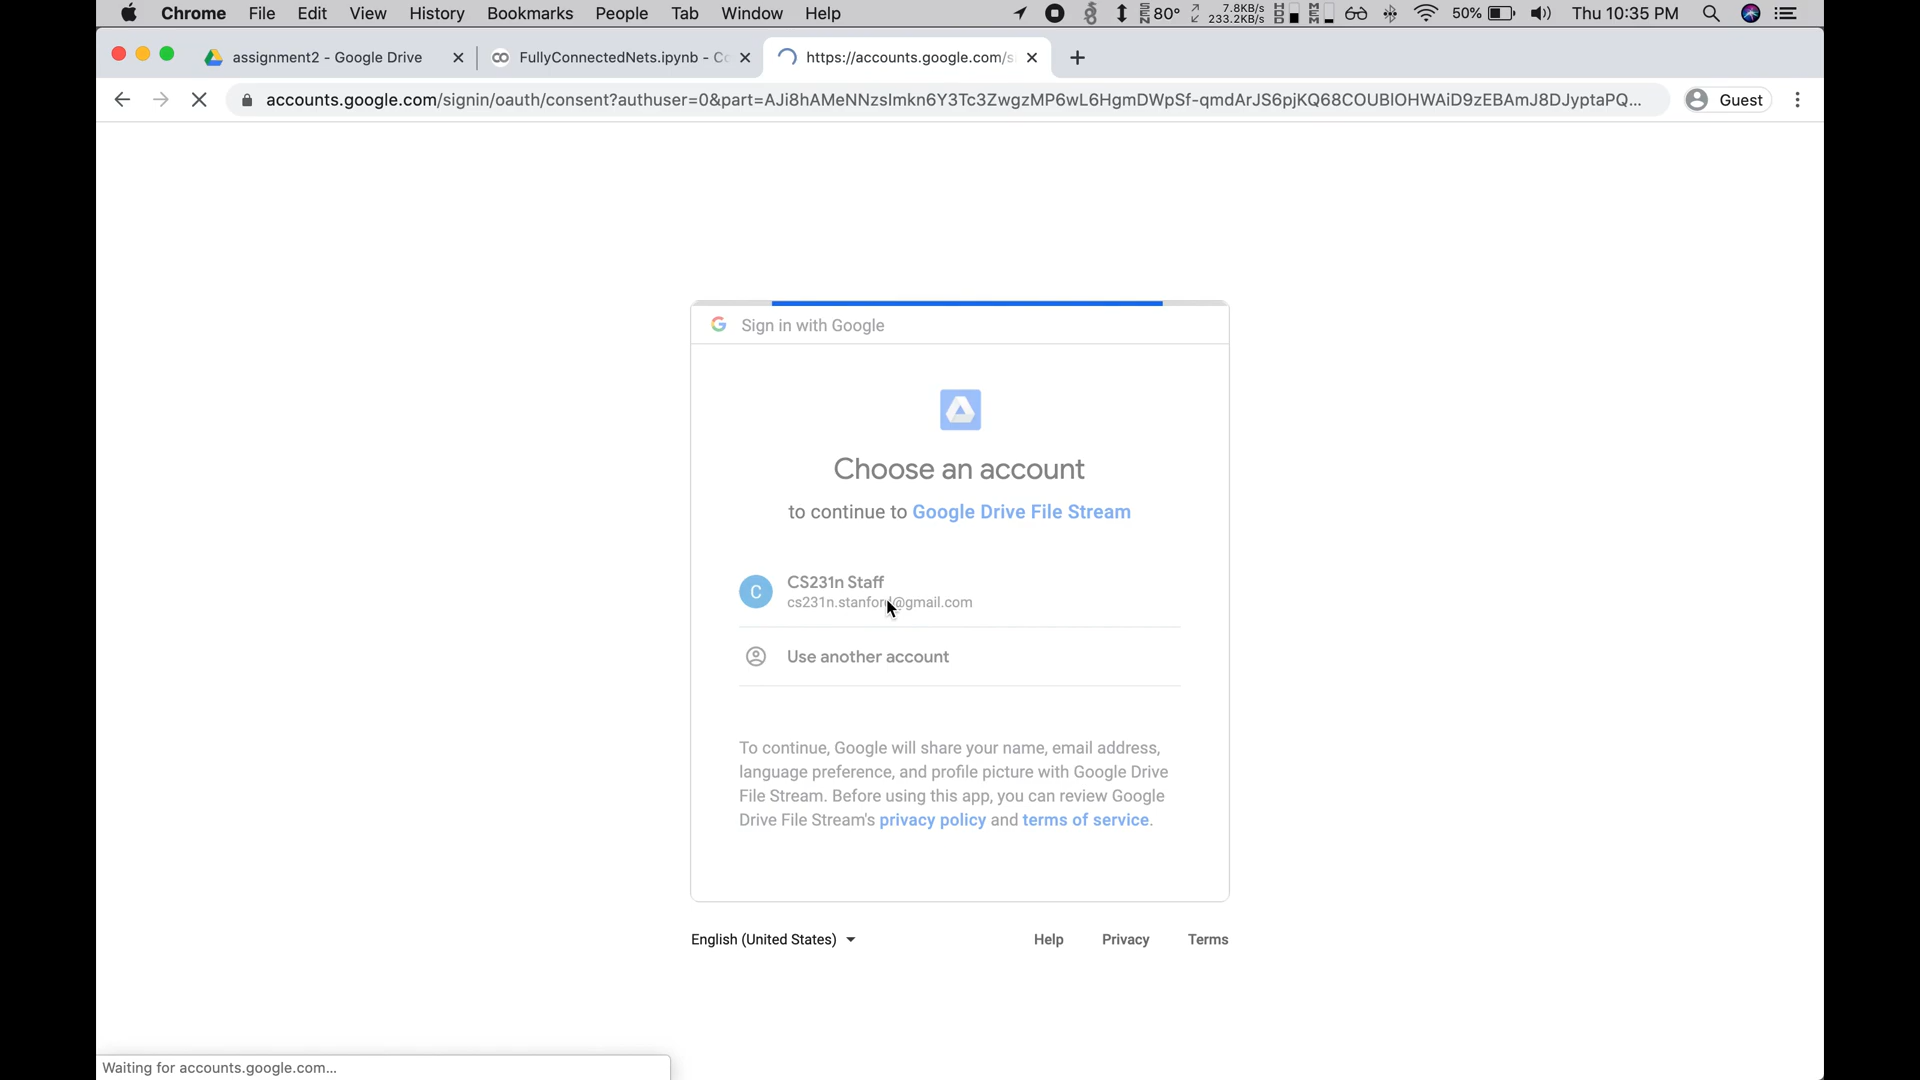 Chrome File Edit View History Bookmarks People Tab Window Help
SEN 80° 7.8KB/s 233.2KB/s 50% Thu 10:35 PM
assignment2 - Google Drive
FullyConnectedNets.ipynb - Co
https://accounts.google.com/s
accounts.google.com/signin/oauth/consent?authuser=0&part=AJi8hAMeNNzsImkn6Y3Tc3ZwgzMP6wL6HgmDWpSf-qmdArJS6pjKQ68COUBlOHWAiD9zEBAmJ8DJyptaPQ...
Guest
Sign in with Google
Choose an account
to continue to Google Drive File Stream
C
CS231n Staff
cs231n.stanford@gmail.com
Use another account
To continue, Google will share your name, email address,
language preference, and profile picture with Google Drive
File Stream. Before using this app, you can review Google
Drive File Stream's privacy policy and terms of service.
English (United States)
Help Privacy Terms
Waiting for accounts.google.com...